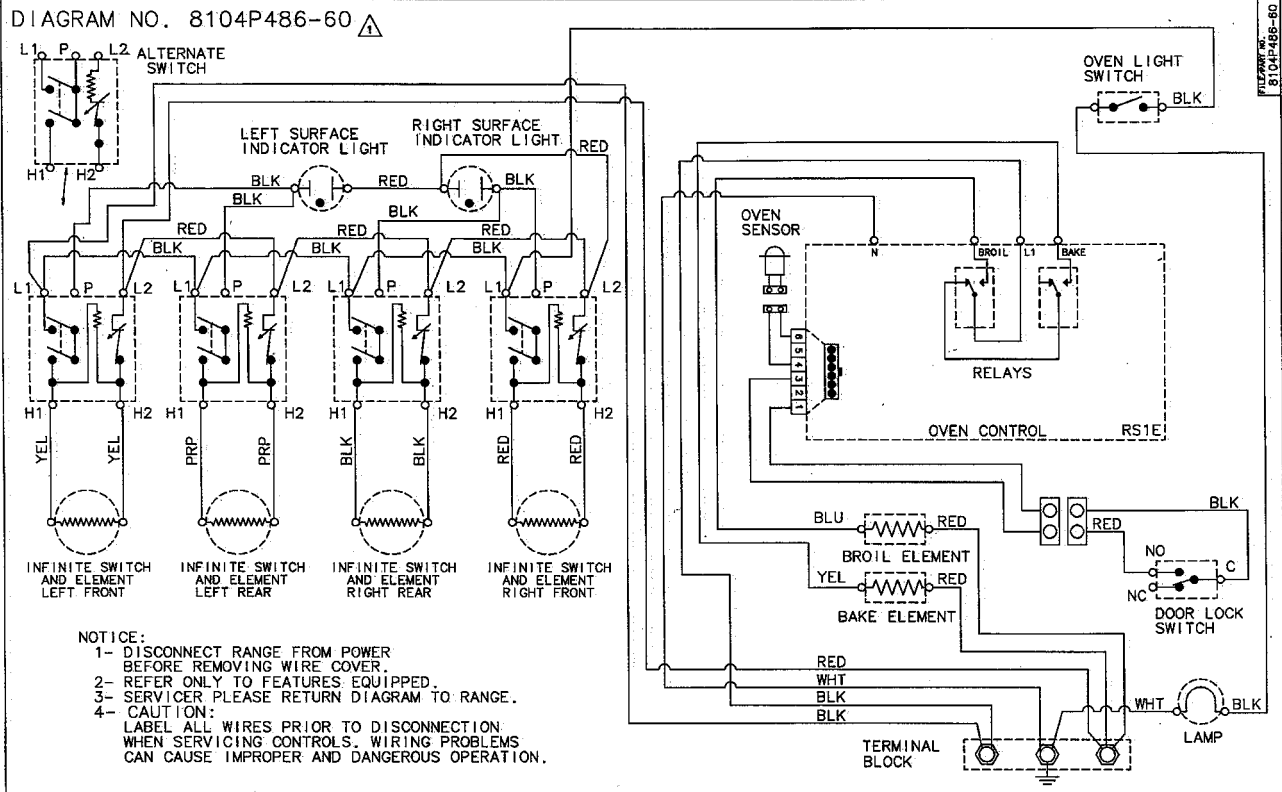 DIAGRAM NO. 8104P486-60 1
FILE/PART NO.
8104P486-60
L1 P L2 ALTERNATE
SWITCH
H1 H2
LEFT SURFACE
INDICATOR LIGHT
RIGHT SURFACE
INDICATOR LIGHT
RED
OVEN LIGHT
SWITCH
BLK
BLK RED BLK
BLK BLK
RED RED RED
BLK BLK BLK
L1 P L2
L1 P L2
L1 P L2
L1 P L2
H1 H2
H1 H2
H1 H2
H1 H2
YEL YEL
PRP PRP
BLK BLK
RED RED
INFINITE SWITCH
AND ELEMENT
LEFT FRONT
INFINITE SWITCH
AND ELEMENT
LEFT REAR
INFINITE SWITCH
AND ELEMENT
RIGHT REAR
INFINITE SWITCH
AND ELEMENT
RIGHT FRONT
OVEN
SENSOR
N BROIL L1 BAKE
RELAYS
6
5
4
3
2
1
OVEN CONTROL RS1E
BLU RED
BROIL ELEMENT
YEL RED
BAKE ELEMENT
BLK
RED
NO
C
NC
DOOR LOCK
SWITCH
RED
WHT
BLK
BLK
WHT BLK
LAMP
TERMINAL
BLOCK
NOTICE:
1- DISCONNECT RANGE FROM POWER
BEFORE REMOVING WIRE COVER.
2- REFER ONLY TO FEATURES EQUIPPED.
3- SERVICER PLEASE RETURN DIAGRAM TO RANGE.
4- CAUTION:
LABEL ALL WIRES PRIOR TO DISCONNECTION
WHEN SERVICING CONTROLS. WIRING PROBLEMS
CAN CAUSE IMPROPER AND DANGEROUS OPERATION.